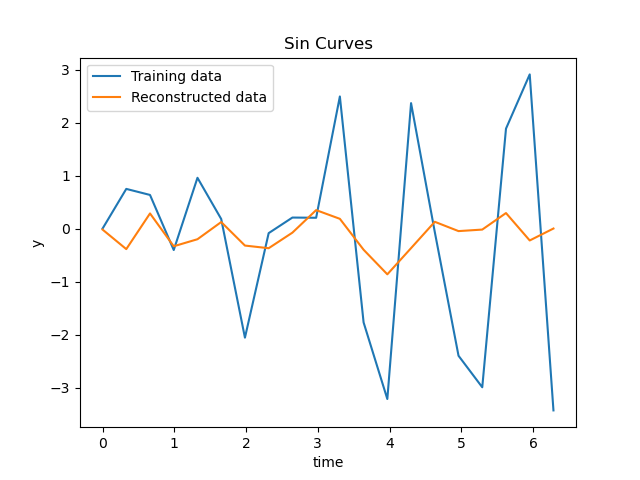 Sin Curves
Training data
Reconstructed data
3
2
1
0
−1
−2
−3
y
0 1 2 3 4 5 6
time